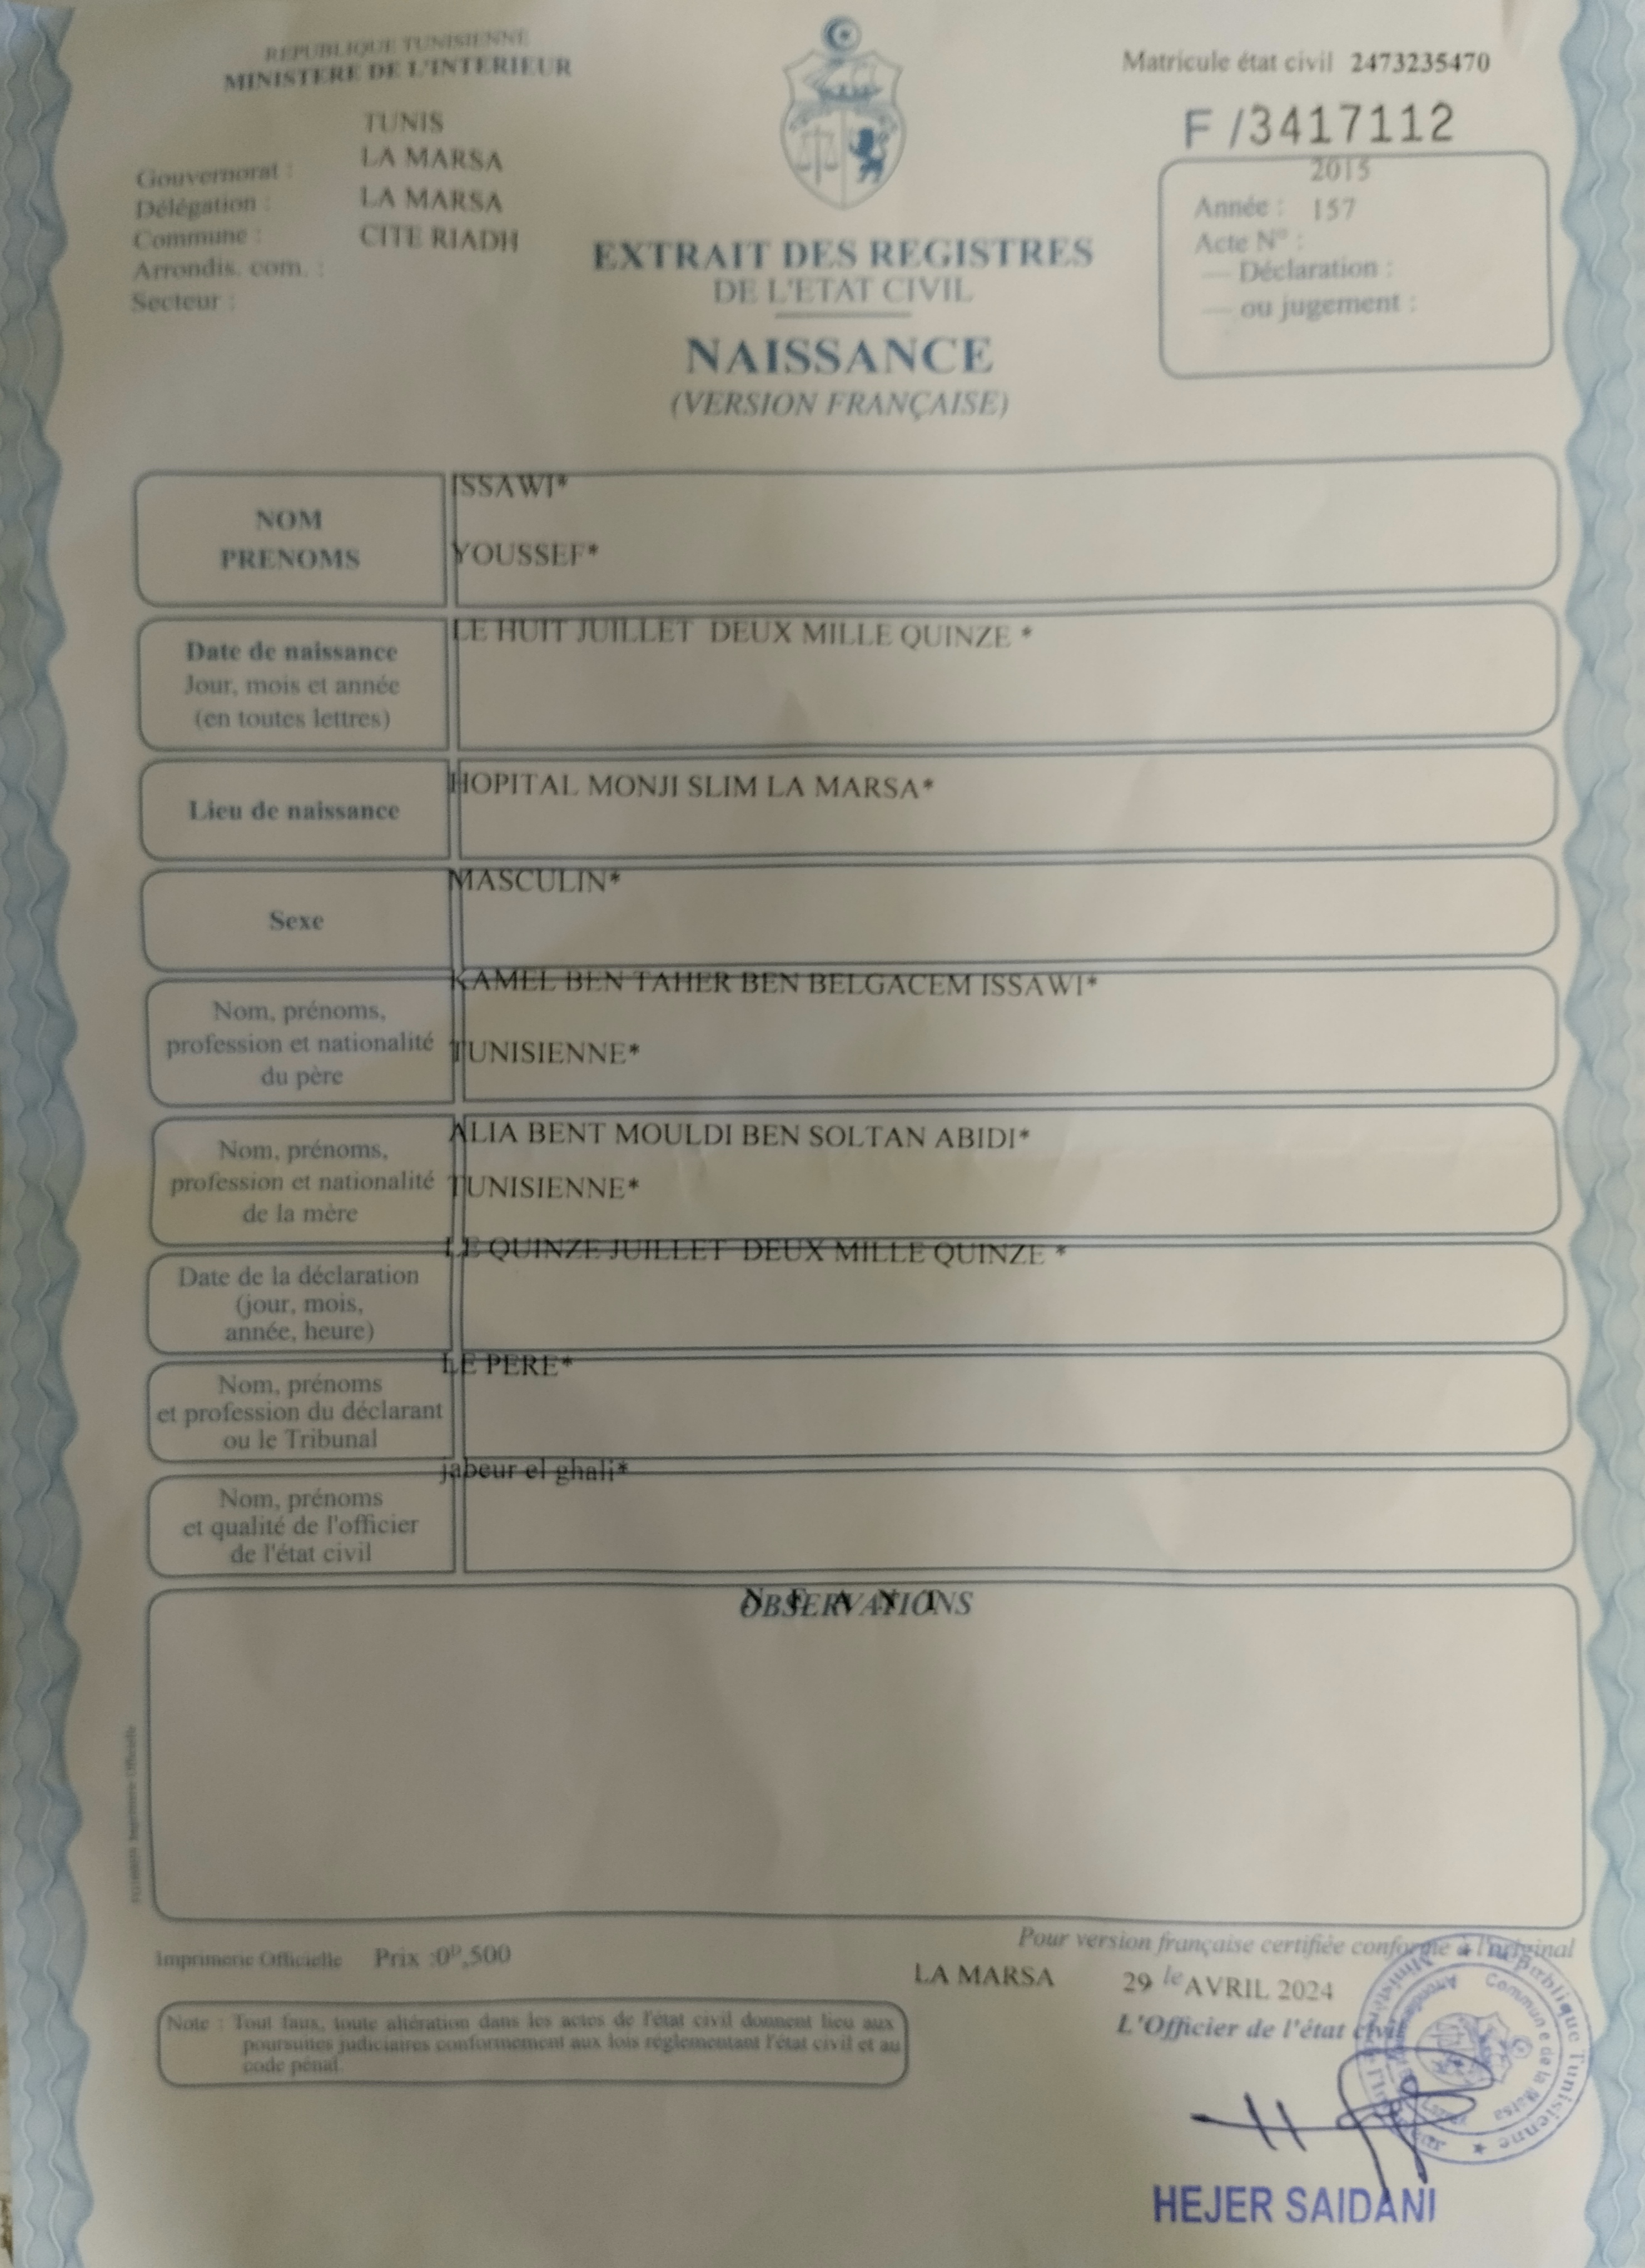 REPUBLIQUE TUNISIENNE
MINISTERE DE L'INTERIEUR
TUNIS
Gouvernorat : LA MARSA
Délégation : LA MARSA
Commune : CITE RIADH
Arrondis. com. :
Secteur :
Matricule état civil 2473235470
F /3417112
2015
Année : 157
Acte N° :
— Déclaration :
— ou jugement :
EXTRAIT DES REGISTRES
DE L'ETAT CIVIL
NAISSANCE
(VERSION FRANÇAISE)
NOM
PRENOMS
ISSAWI*
YOUSSEF*
Date de naissance
Jour, mois et année
(en toutes lettres)
LE HUIT JUILLET DEUX MILLE QUINZE *
Lieu de naissance
HOPITAL MONJI SLIM LA MARSA*
Sexe
MASCULIN*
Nom, prénoms,
profession et nationalité
du père
KAMEL BEN TAHER BEN BELGACEM ISSAWI*
TUNISIENNE*
Nom, prénoms,
profession et nationalité
de la mère
ALIA BENT MOULDI BEN SOLTAN ABIDI*
TUNISIENNE*
Date de la déclaration
(jour, mois,
année, heure)
LE QUINZE JUILLET DEUX MILLE QUINZE *
Nom, prénoms
et profession du déclarant
ou le Tribunal
LE PERE*
Nom, prénoms
et qualité de l'officier
de l'état civil
jabeur el ghali*
OBSERVATIONS
N E A N T
Imprimerie Officielle Prix :0ᴰ,500
Pour version française certifiée conforme à l'original
LA MARSA 29 le AVRIL 2024
L'Officier de l'état civil
Note : Tout faux, toute altération dans les actes de l'état civil donnent lieu aux
poursuites judiciaires conformement aux lois réglementant l'état civil et au
code pénal.
République Tunisienne
Commune de la Marsa
HEJER SAIDANI